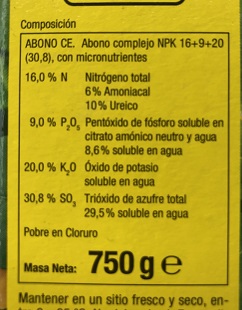 Composición
ABONO CE. Abono complejo NPK 16+9+20
(30,8), con micronutrientes
16,0 % N Nitrógeno total
6% Amoniacal
10% Ureico
9,0 % P₂O₅ Pentóxido de fósforo soluble en
citrato amónico neutro y agua
8,6% soluble en agua
20,0 % K₂O Óxido de potasio
soluble en agua
30,8 % SO₃ Trióxido de azufre total
29,5% soluble en agua
Pobre en Cloruro
Masa Neta: 750 g e
Mantener en un sitio fresco y seco, en-